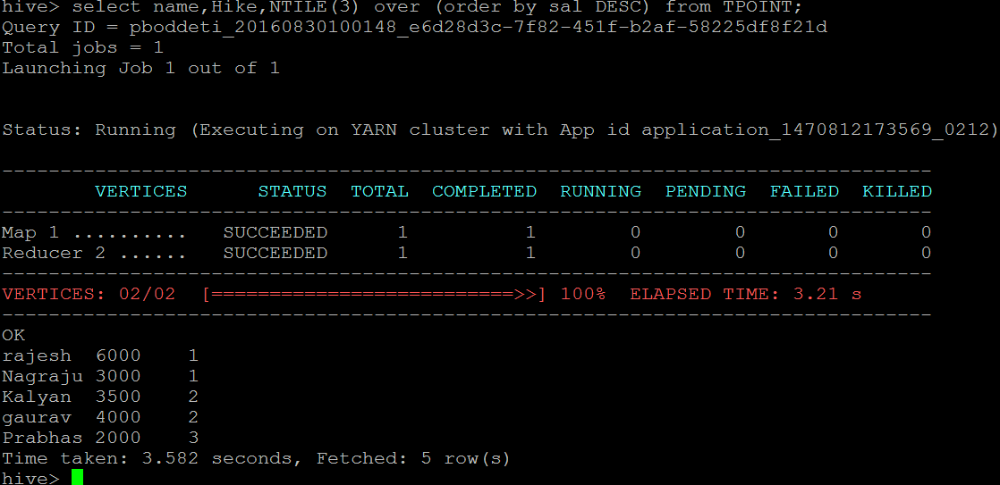 hive> select name,Hike,NTILE(3) over (order by sal DESC) from TPOINT;
Query ID = pboddeti_20160830100148_e6d28d3c-7f82-451f-b2af-58225df8f21d
Total jobs = 1
Launching Job 1 out of 1
Status: Running (Executing on YARN cluster with App id application_1470812173569_0212)
--------------------------------------------------------------------------------
VERTICES STATUS TOTAL COMPLETED RUNNING PENDING FAILED KILLED
--------------------------------------------------------------------------------
Map 1 .......... SUCCEEDED 1 1 0 0 0 0
Reducer 2 ...... SUCCEEDED 1 1 0 0 0 0
--------------------------------------------------------------------------------
VERTICES: 02/02 [==========================>>] 100% ELAPSED TIME: 3.21 s
--------------------------------------------------------------------------------
OK
rajesh 6000 1
Nagraju 3000 1
Kalyan 3500 2
gaurav 4000 2
Prabhas 2000 3
Time taken: 3.582 seconds, Fetched: 5 row(s)
hive>